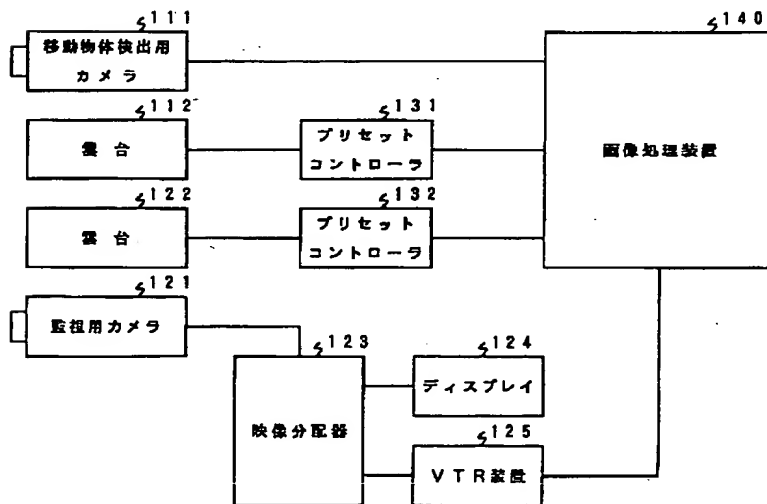 111
移動物体検出用
カメラ
112
雲台
122
雲台
121
監視用カメラ
131
プリセット
コントローラ
132
プリセット
コントローラ
140
画像処理装置
123
映像分配器
124
ディスプレイ
125
VTR装置